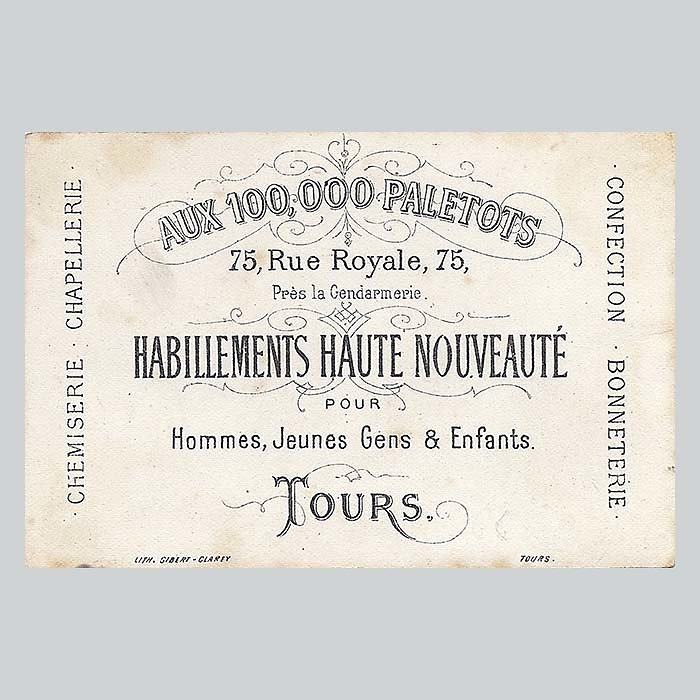 AUX 100,000 PALETOTS
75, Rue Royale, 75,
Près la Gendarmerie.
HABILLEMENTS HAUTE NOUVEAUTÉ
POUR
Hommes, Jeunes Gens & Enfants.
TOURS.
· CHEMISERIE · CHAPELLERIE ·
· CONFECTION · BONNETERIE ·
LITH. GIBERT-CLAREY
TOURS.